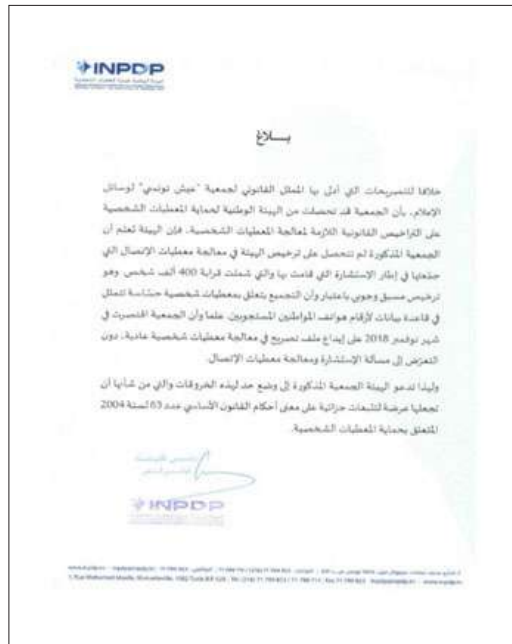 INPDP
بـــلاغ
خلافا للتصريحات التي أدلى بها الممثل القانوني لجمعية "عيش تونسي" لوسائل
الإعلام، بأن الجمعية قد تحصلت من الهيئة الوطنية لحماية المعطيات الشخصية
على التراخيص القانونية اللازمة لمعالجة المعطيات الشخصية، فإن الهيئة تعلم أن
الجمعية المذكورة لم تتحصل على ترخيص الهيئة في معالجة معطيات الإتصال التي
جمعتها في إطار الإستشارة التي قامت بها والتي شملت قرابة 400 ألف شخص. وهو
ترخيص مسبق وجوبي باعتبار وأن التجميع يتعلق بمعطيات شخصية حساسة تتمثل
في قاعدة بيانات لأرقام هواتف المواطنين المستجوبين. علما وأن الجمعية اقتصرت في
شهر نوفمبر 2018 على إيداع ملف تصريح في معالجة معطيات شخصية عادية، دون
التعرض إلى مسألة الإستشارة ومعالجة معطيات الإتصال.
ولهذا تدعو الهيئة الجمعية المذكورة إلى وضع حد لهذه الخروقات والتي من شأنها أن
تجعلها عرضة لتتبعات جزائية على معنى أحكام القانون الأساسي عدد 63 لسنة 2004
المتعلق بحماية المعطيات الشخصية.
INPDP